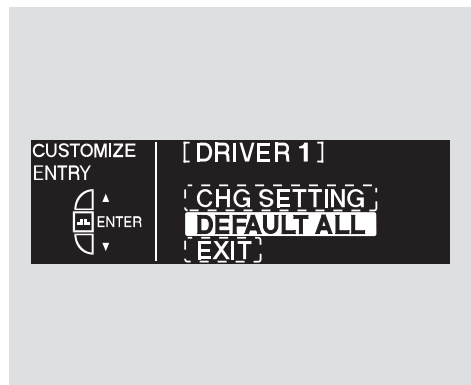 CUSTOMIZE
ENTRY
▲
ENTER
▼
[DRIVER 1]
CHG SETTING
DEFAULT ALL
EXIT